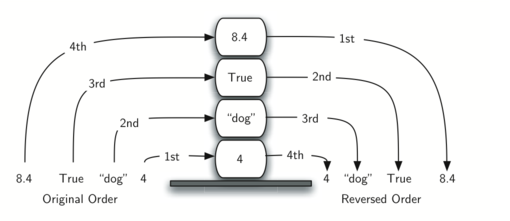 8.4
4th
1st
True
3rd
2nd
"dog"
2nd
3rd
4
1st
4th
8.4 True "dog" 4
4 "dog" True 8.4
Original Order
Reversed Order